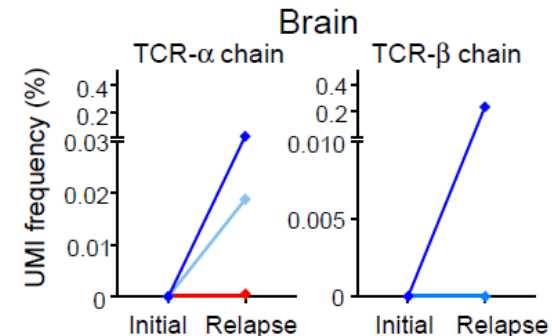 Brain
TCR-α chain
TCR-β chain
UMI frequency (%)
0.4
0.2
0.03
0.02
0.01
0
Initial Relapse
0.4
0.2
0.010
0.005
0
Initial Relapse